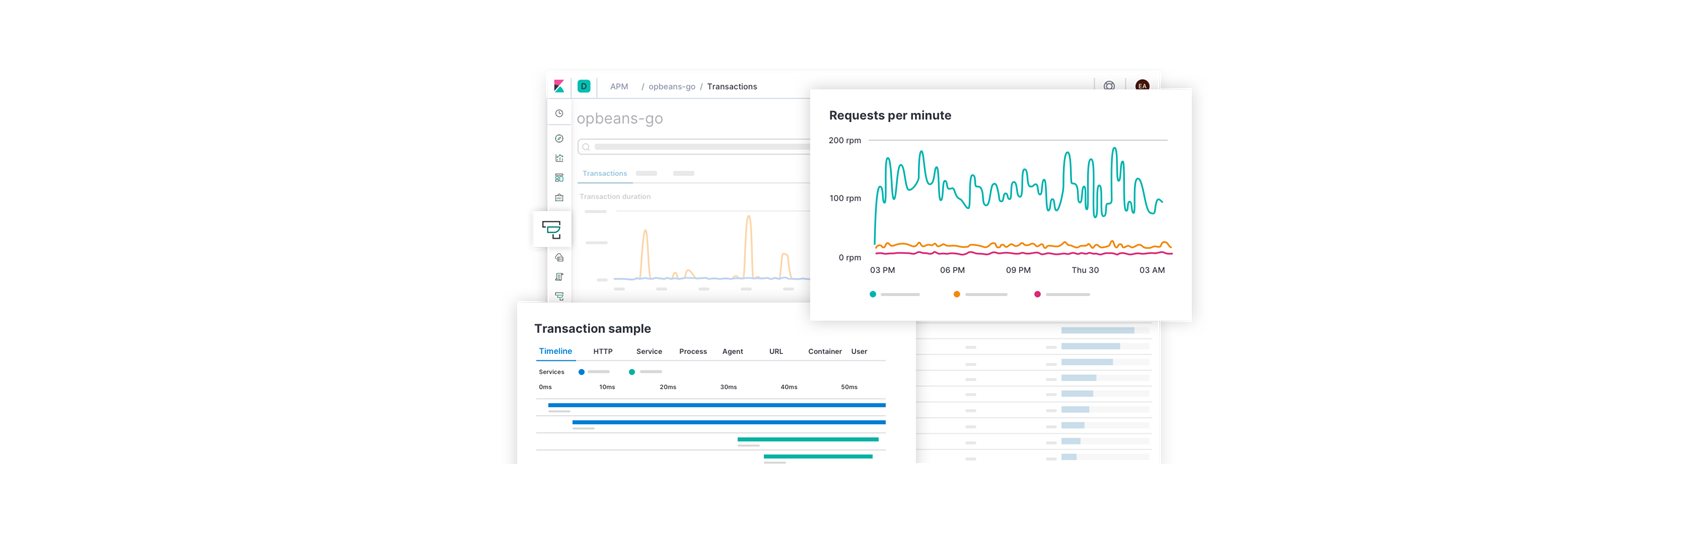 D APM / opbeans-go / Transactions EA
opbeans-go
Transactions
Transaction duration
Requests per minute
200 rpm
100 rpm
0 rpm
03 PM 06 PM 09 PM Thu 30 03 AM
Transaction sample
Timeline HTTP Service Process Agent URL Container User
Services
0ms 10ms 20ms 30ms 40ms 50ms